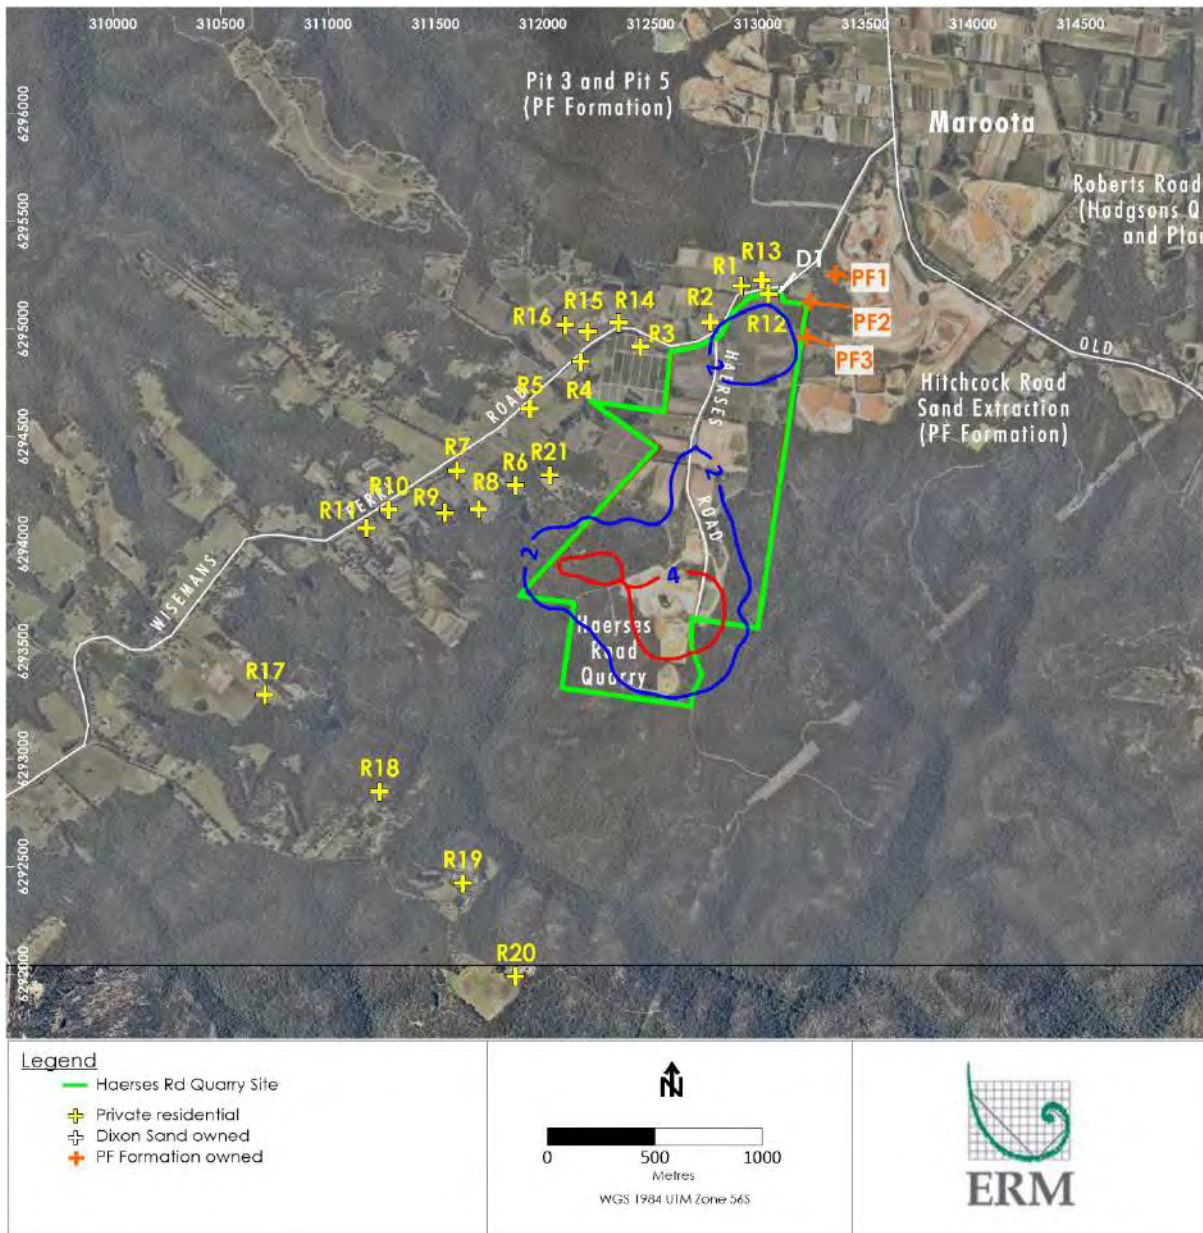 310000 310500 311000 311500 312000 312500 313000 313500 314000 314500
6296000
6295500
6295000
6294500
6294000
6293500
6293000
6292500
6292000
Pit 3 and Pit 5
(PF Formation)
Maroota
Roberts Road
(Hodgsons Q
and Pla
R13
D1
R1
PF1
R15
R14
R2
R16
R12
PF2
R3
OLD
PF3
R4
HALRSES
2
Hitchcock Road
Sand Extraction
(PF Formation)
R5
ROAD
R7
R6
R21
2
R10
R9
R8
R11
ROAD
2
4
WISEMANS
Haerses
Road
Quarry
R17
R18
R19
R20
Legend
Haerses Rd Quarry Site
Private residential
Dixon Sand owned
PF Formation owned
N
0 500 1000
Metres
WGS 1984 UTM Zone 56S
ERM